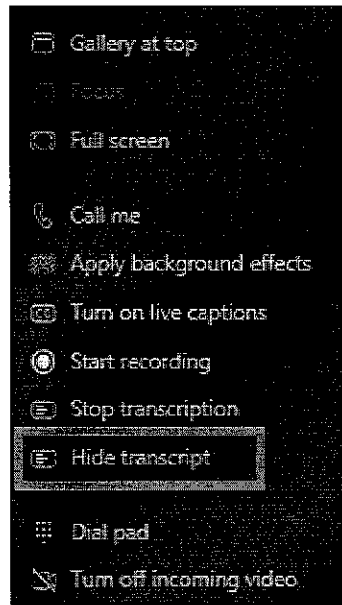 Gallery at top
Focus
Full screen
Call me
Apply background effects
CC Turn on live captions
Start recording
Stop transcription
Hide transcript
Dial pad
Turn off incoming video